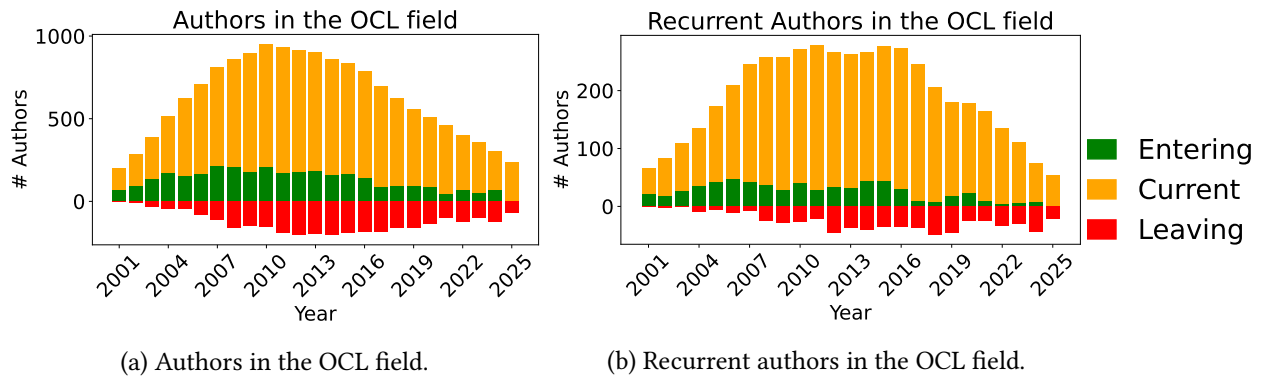 Authors in the OCL field
1000
500
0
# Authors
2001
2004
2007
2010
2013
2016
2019
2022
2025
Year
(a) Authors in the OCL field.
Recurrent Authors in the OCL field
200
100
0
# Authors
2001
2004
2007
2010
2013
2016
2019
2022
2025
Year
(b) Recurrent authors in the OCL field.
Entering
Current
Leaving